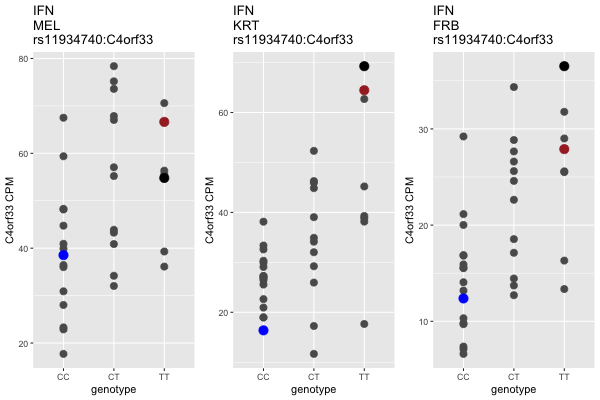 IFN
MEL
rs11934740:C4orf33
80
60
40
20
C4orf33 CPM
CC
CT
TT
genotype
IFN
KRT
rs11934740:C4orf33
60
40
20
C4orf33 CPM
CC
CT
TT
genotype
IFN
FRB
rs11934740:C4orf33
30
20
10
C4orf33 CPM
CC
CT
TT
genotype